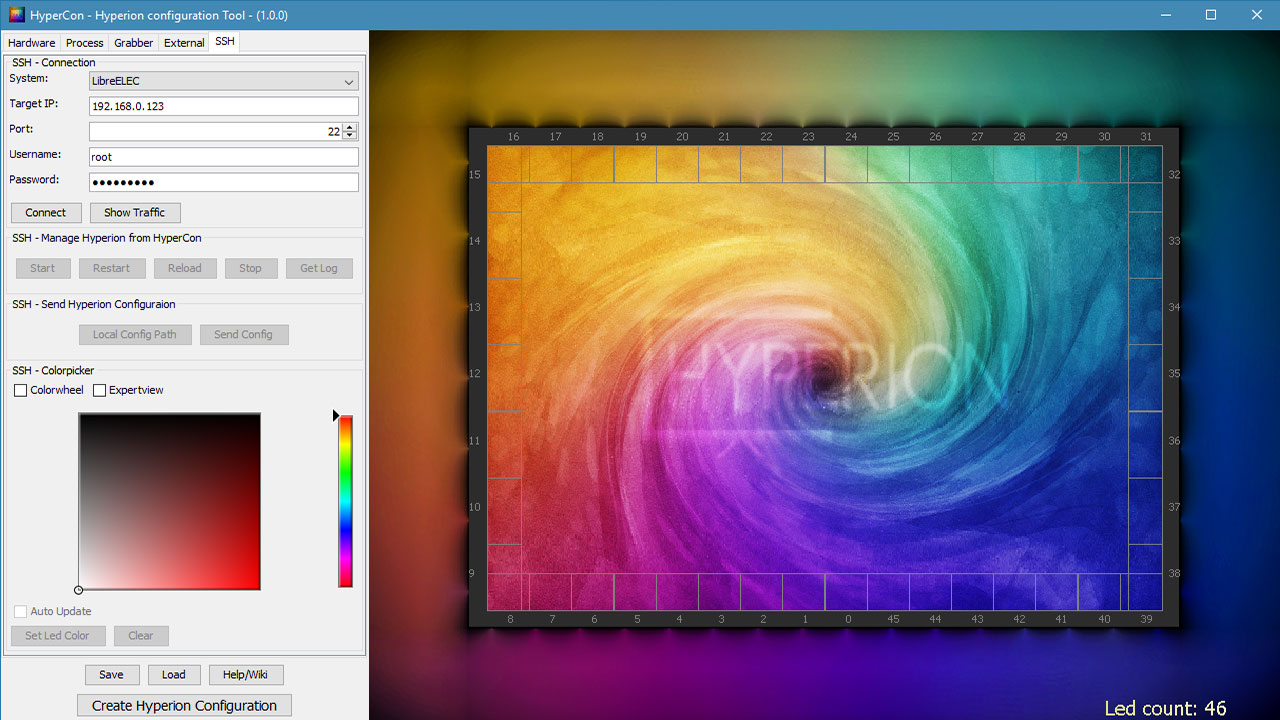 HyperCon - Hyperion configuration Tool - (1.0.0)
Hardware Process Grabber External SSH
SSH - Connection
System: LibreELEC
Target IP: 192.168.0.123
Port: 22
Username: root
Password: ●●●●●●●●●
Connect Show Traffic
SSH - Manage Hyperion from HyperCon
Start Restart Reload Stop Get Log
SSH - Send Hyperion Configuraion
Local Config Path Send Config
SSH - Colorpicker
Colorwheel Expertview
Auto Update
Set Led Color Clear
Save Load Help/Wiki
Create Hyperion Configuration
16 17 18 19 20 21 22 23 24 25 26 27 28 29 30 31
15 32
14 33
13 34
HYPERION
12 35
11 36
10 37
9 38
8 7 6 5 4 3 2 1 0 45 44 43 42 41 40 39
Led count: 46